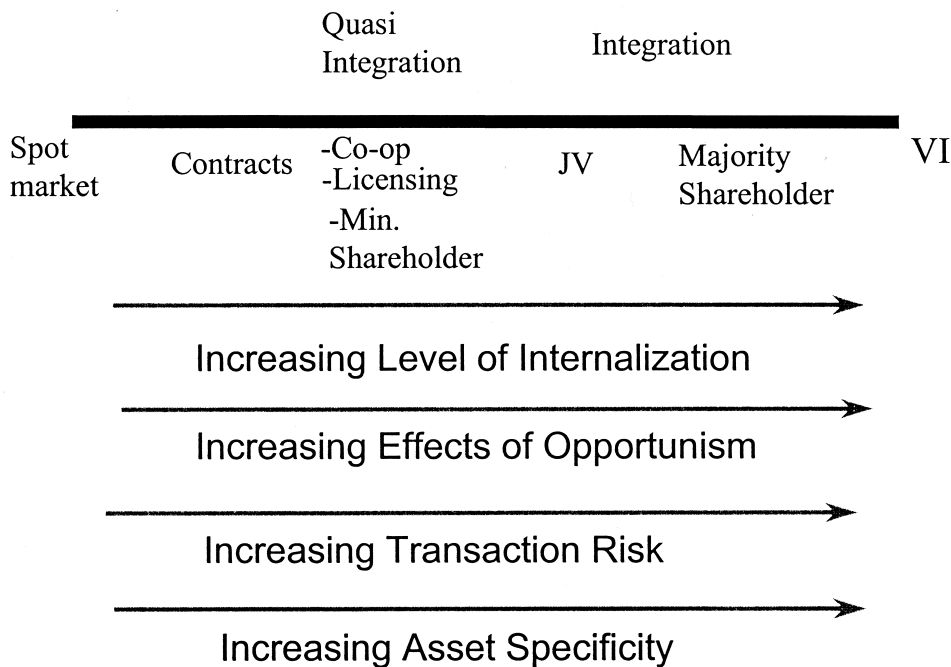 Quasi
Integration
Integration
Spot
market
Contracts
-Co-op
-Licensing
-Min.
Shareholder
JV
Majority
Shareholder
VI
Increasing Level of Internalization
Increasing Effects of Opportunism
Increasing Transaction Risk
Increasing Asset Specificity